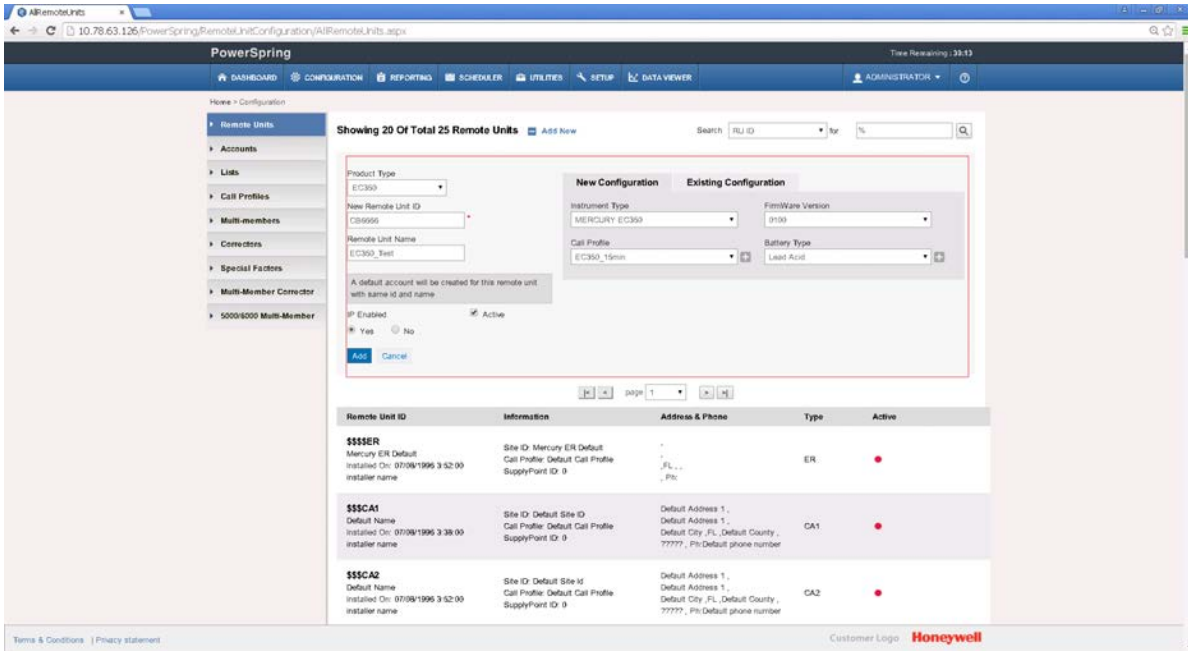 AllRemoteUnits
10.78.63.126/PowerSpring/RemoteUnitConfiguration/AllRemoteUnits.aspx
PowerSpring
Time Remaining : 30:13
DASHBOARD CONFIGURATION REPORTING SCHEDULER UTILITIES SETUP DATA VIEWER ADMINISTRATOR
Home > Configuration
Remote Units
Accounts
Lists
Call Profiles
Multi-members
Correctors
Special Factors
Multi-Member Corrector
5000/6000 Multi-Member
Showing 20 Of Total 25 Remote Units Add New Search RU ID for %
Product Type
EC350
New Remote Unit ID
CB6666 *
Remote Unit Name
EC350_Test
A default account will be created for this remote unit
with same id and name
IP Enabled Active
Yes No
Add Cancel
New Configuration Existing Configuration
Instrument Type FirmWare Version
MERCURY EC350 0100
Call Profile Battery Type
EC350_15min Lead Acid
page 1
Remote Unit ID Information Address & Phone Type Active
$$$$ER
Mercury ER Default
Installed On: 07/08/1996 3:52:00
installer name
Site ID: Mercury ER Default
Call Profile: Default Call Profile
SupplyPoint ID: 0
,
,
,FL , ,
, Ph:
ER
$$$CA1
Default Name
Installed On: 07/08/1996 3:38:00
installer name
Site ID: Default Site ID
Call Profile: Default Call Profile
SupplyPoint ID: 0
Default Address 1 ,
Default Address 1 ,
Default City ,FL ,Default County ,
????? , Ph:Default phone number
CA1
$$$CA2
Default Name
Installed On: 07/08/1996 3:52:00
installer name
Site ID: Default Site Id
Call Profile: Default Call Profile
SupplyPoint ID: 0
Default Address 1 ,
Default Address 1 ,
Default City ,FL ,Default County ,
????? , Ph:Default phone number
CA2
Terms & Conditions | Privacy statement Customer Logo Honeywell